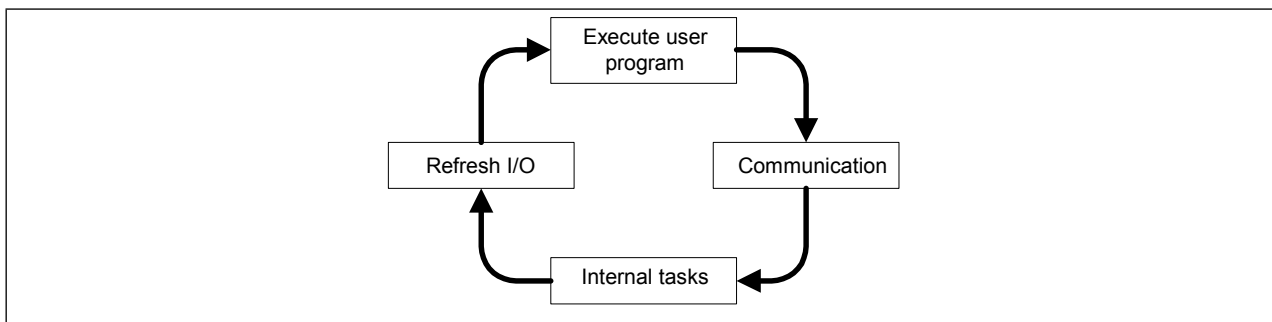 Execute user
program
Refresh I/O
Communication
Internal tasks